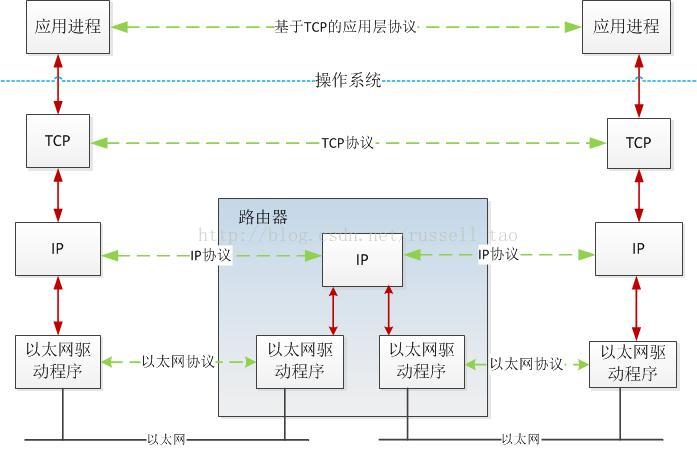 应用进程
基于TCP的应用层协议
应用进程
操作系统
TCP
TCP协议
TCP
路由器
http://blog.csdn.net/russell_tao
IP
IP协议
IP
IP协议
IP
以太网驱
动程序
以太网协议
以太网驱
动程序
以太网驱
动程序
以太网协议
以太网驱
动程序
以太网
以太网